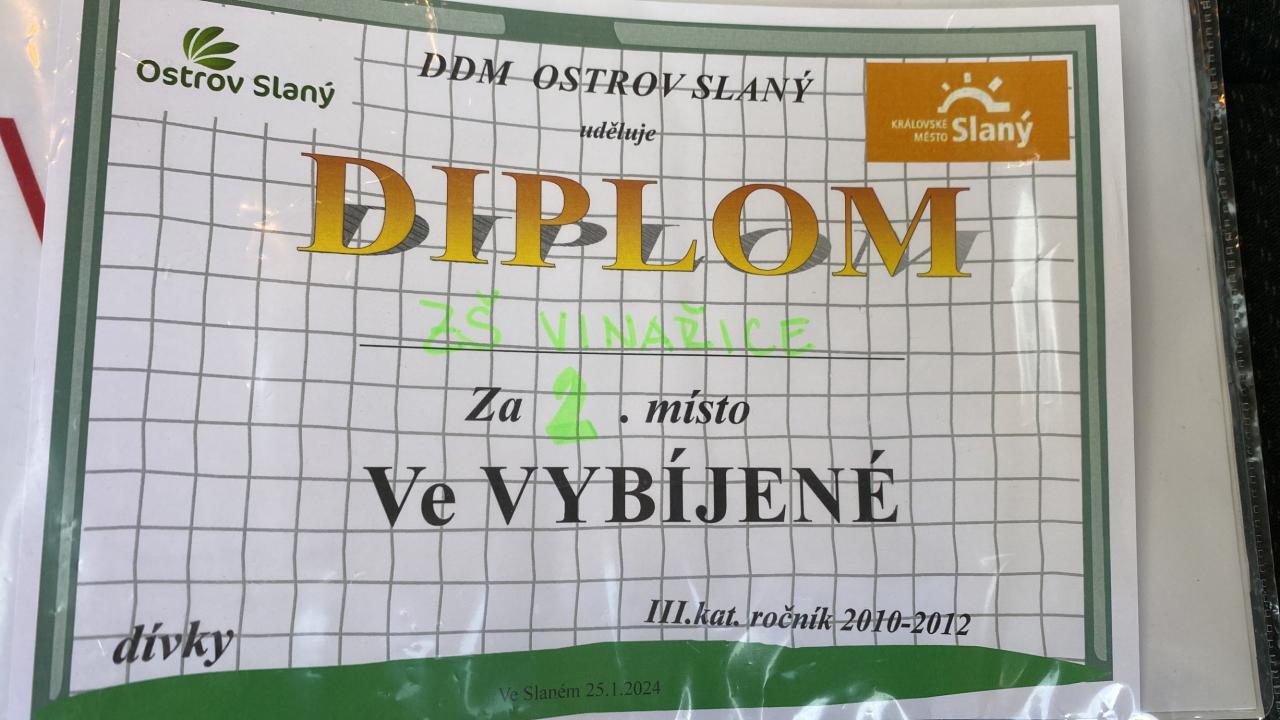 Ostrov Slaný
DDM OSTROV SLANÝ
KRÁLOVSKÉ MĚSTO Slaný
uděluje
DIPLOM
ZŠ VINAŘICE
Za 2 . místo
Ve VYBÍJENÉ
III.kat. ročník 2010-2012
dívky
Ve Slaném 25.1.2024